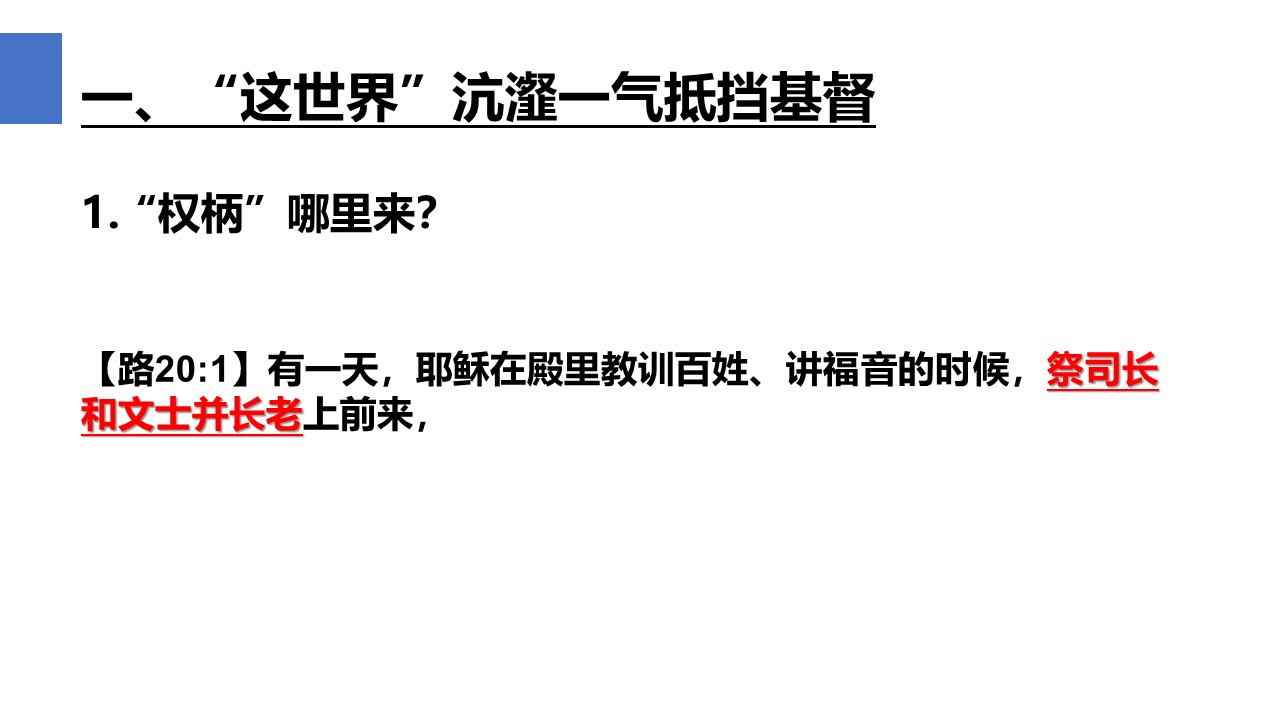 一、“这世界”沆瀣一气抵挡基督
1.“权柄”哪里来？
【路20:1】有一天，耶稣在殿里教训百姓、讲福音的时候，祭司长
和文士并长老上前来，